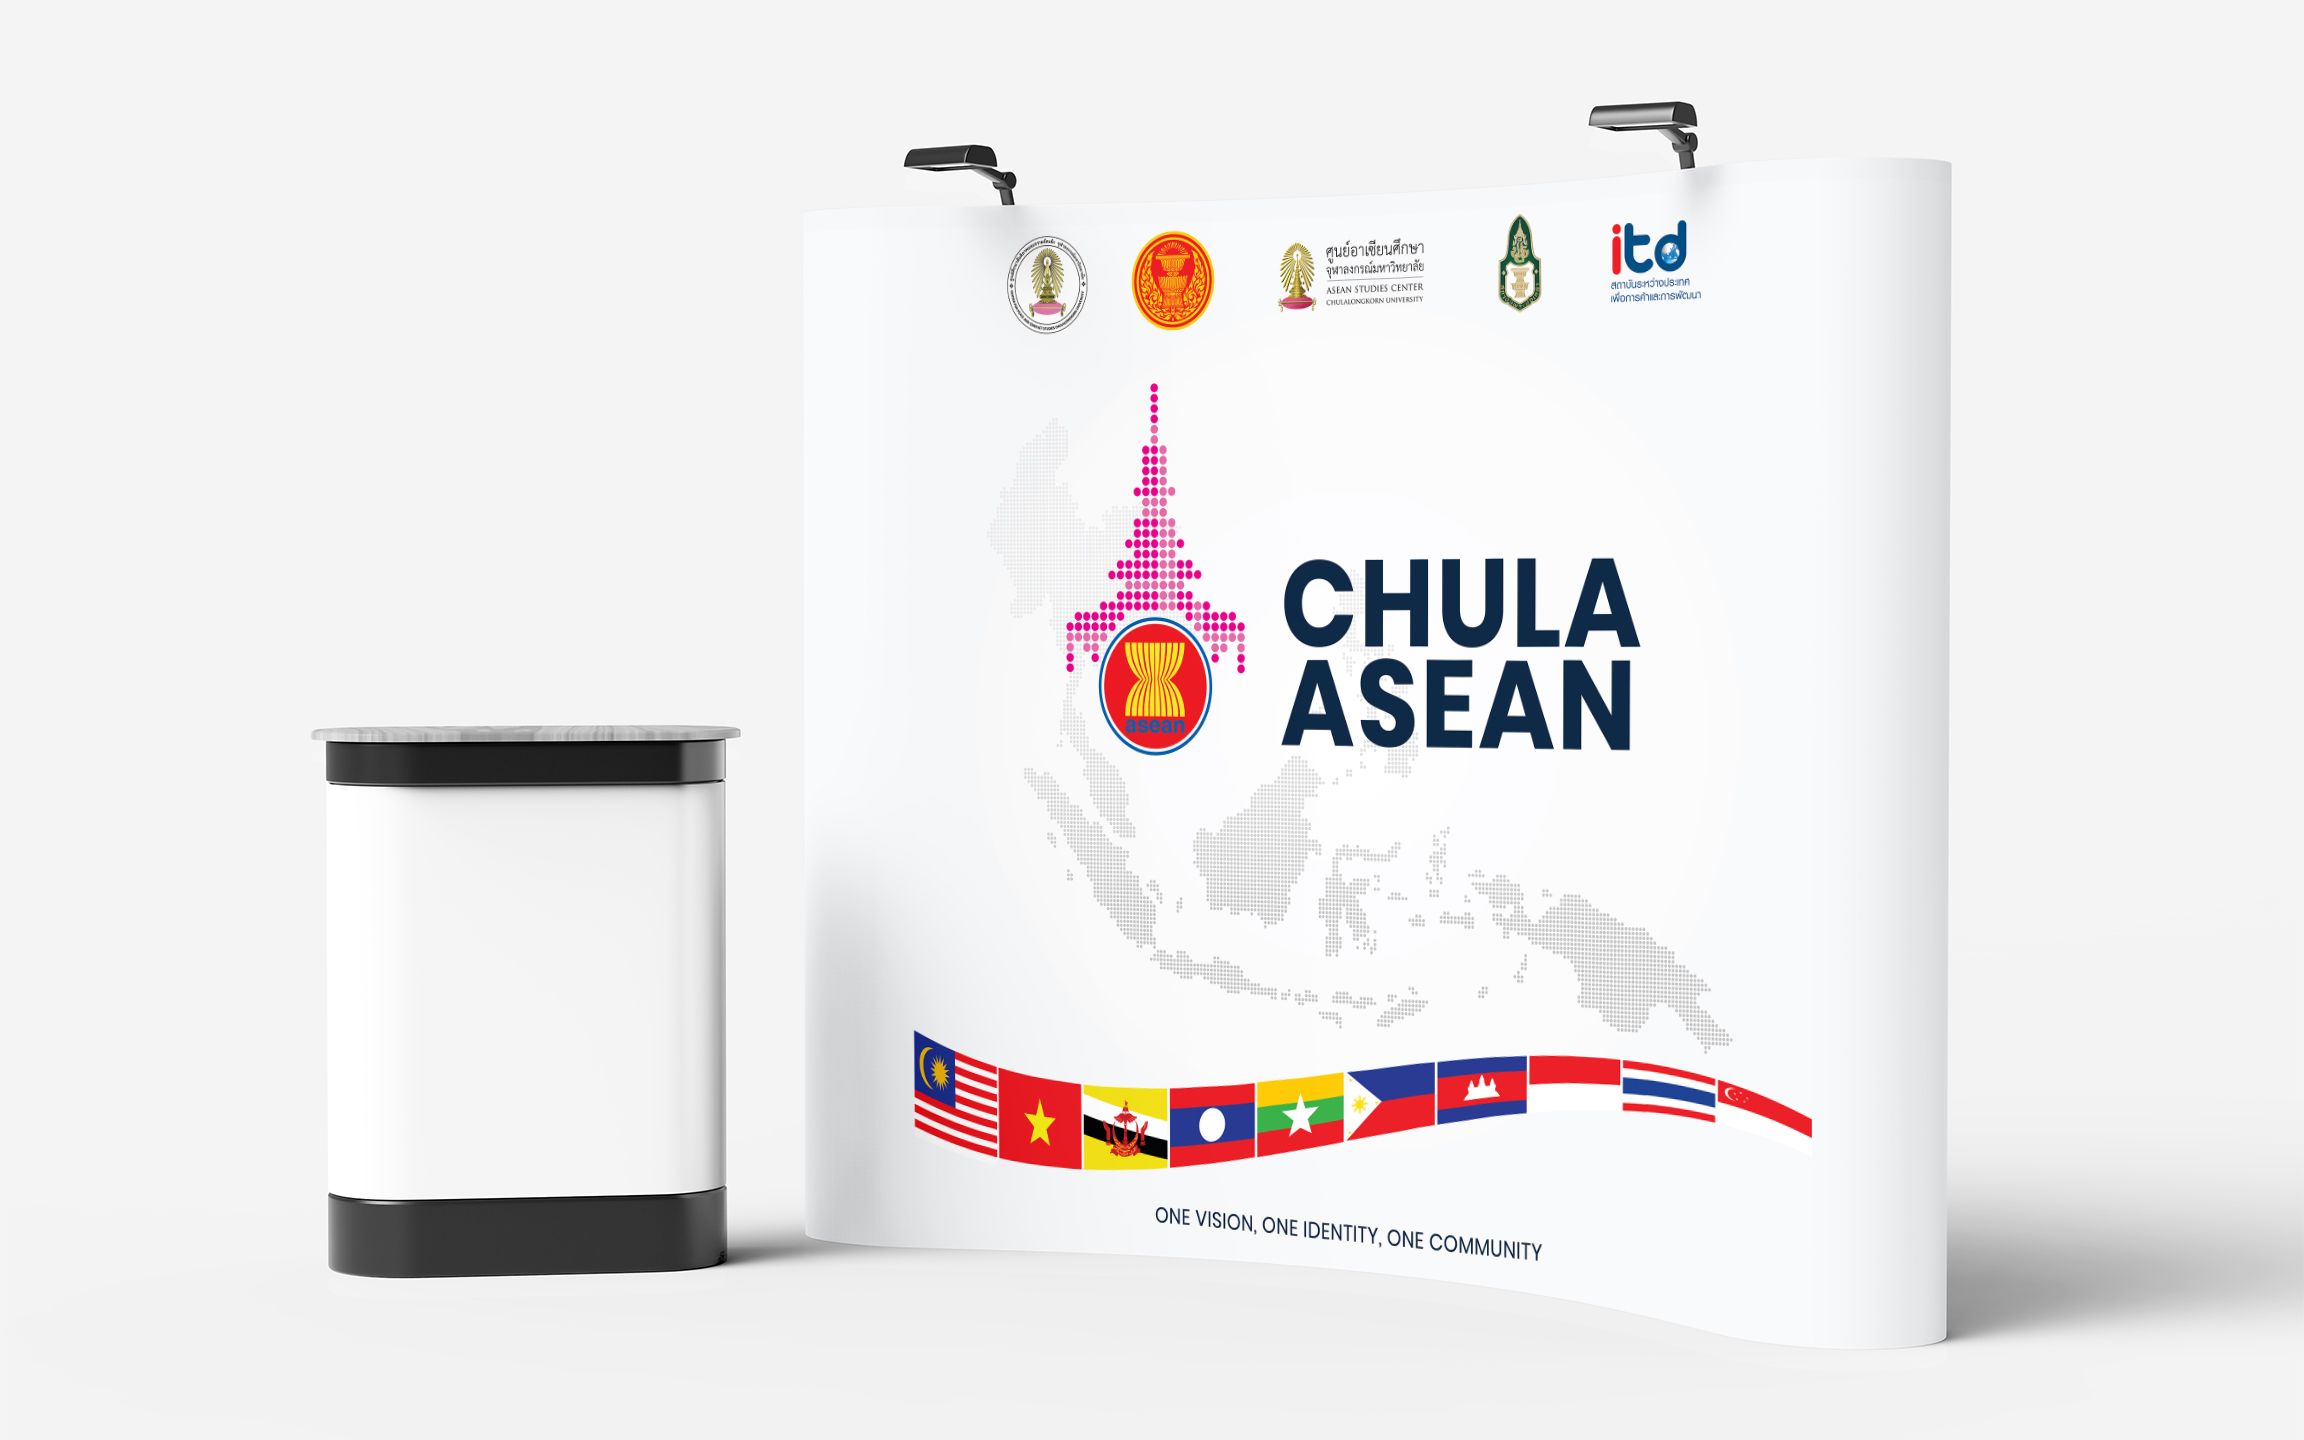 ศูนย์อาเซียนศึกษา
จุฬาลงกรณ์มหาวิทยาลัย
ASEAN STUDIES CENTER
CHULALONGKORN UNIVERSITY
itd
สถาบันระหว่างประเทศ
เพื่อการค้าและการพัฒนา
CHULA
ASEAN
asean
ONE VISION, ONE IDENTITY, ONE COMMUNITY